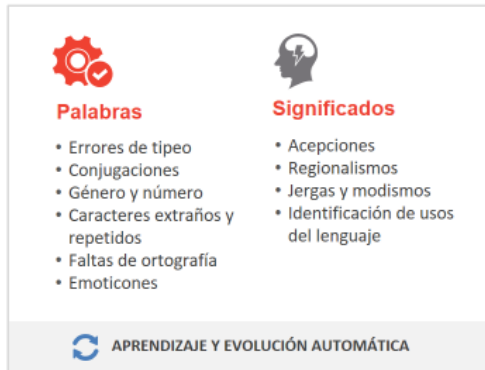 Palabras
• Errores de tipeo
• Conjugaciones
• Género y número
• Caracteres extraños y
repetidos
• Faltas de ortografía
• Emoticones
Significados
• Acepciones
• Regionalismos
• Jergas y modismos
• Identificación de usos
del lenguaje
APRENDIZAJE Y EVOLUCIÓN AUTOMÁTICA